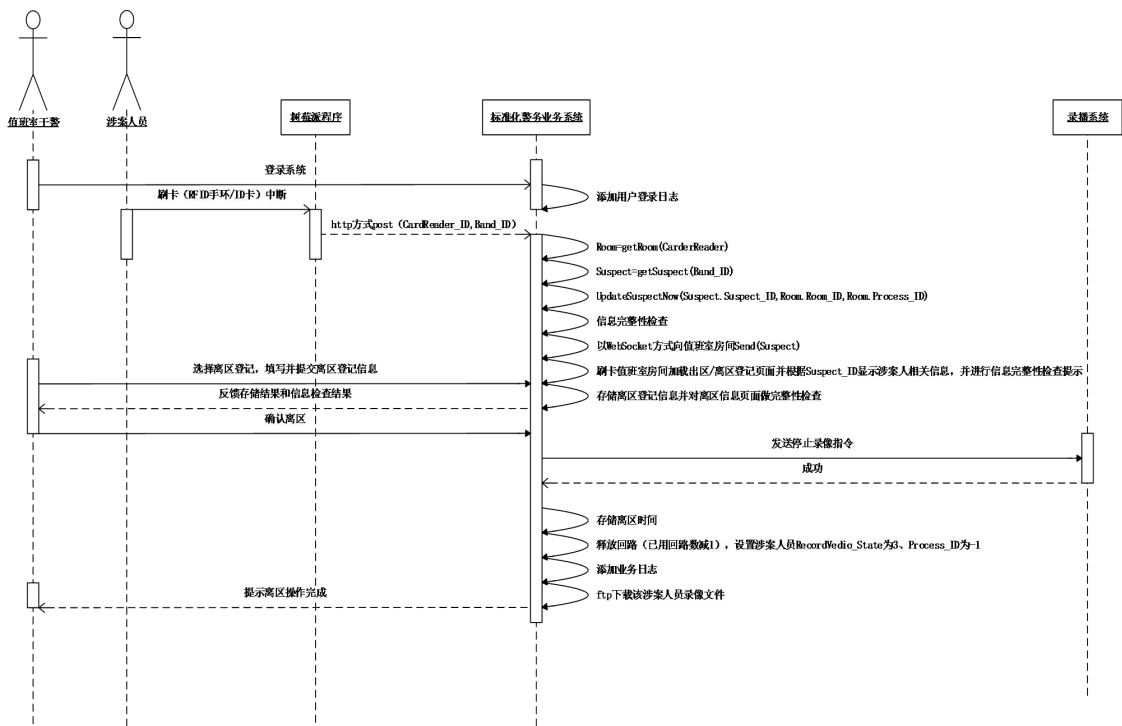 值班室干警
涉案人员
树莓派程序
标准化警务业务系统
录播系统
登录系统
添加用户登录日志
刷卡（RFID手环/ID卡）中断
http方式post（CardReader_ID,Band_ID）
Room=getRoom(CarderReader)
Suspect=getSuspect(Band_ID)
UpdateSuspectNow(Suspect.Suspect_ID,Room.Room_ID,Room.Process_ID)
信息完整性检查
以WebSocket方式向值班室房间Send(Suspect)
选择离区登记，填写并提交离区登记信息
刷卡值班室房间加载出区/离区登记页面并根据Suspect_ID显示涉案人相关信息，并进行信息完整性检查提示
反馈存储结果和信息检查结果
存储离区登记信息并对离区信息页面做完整性检查
确认离区
发送停止录像指令
成功
存储离区时间
释放回路（已用回路数减1），设置涉案人员RecordVedio_State为3、Process_ID为-1
添加业务日志
提示离区操作完成
ftp下载该涉案人员录像文件